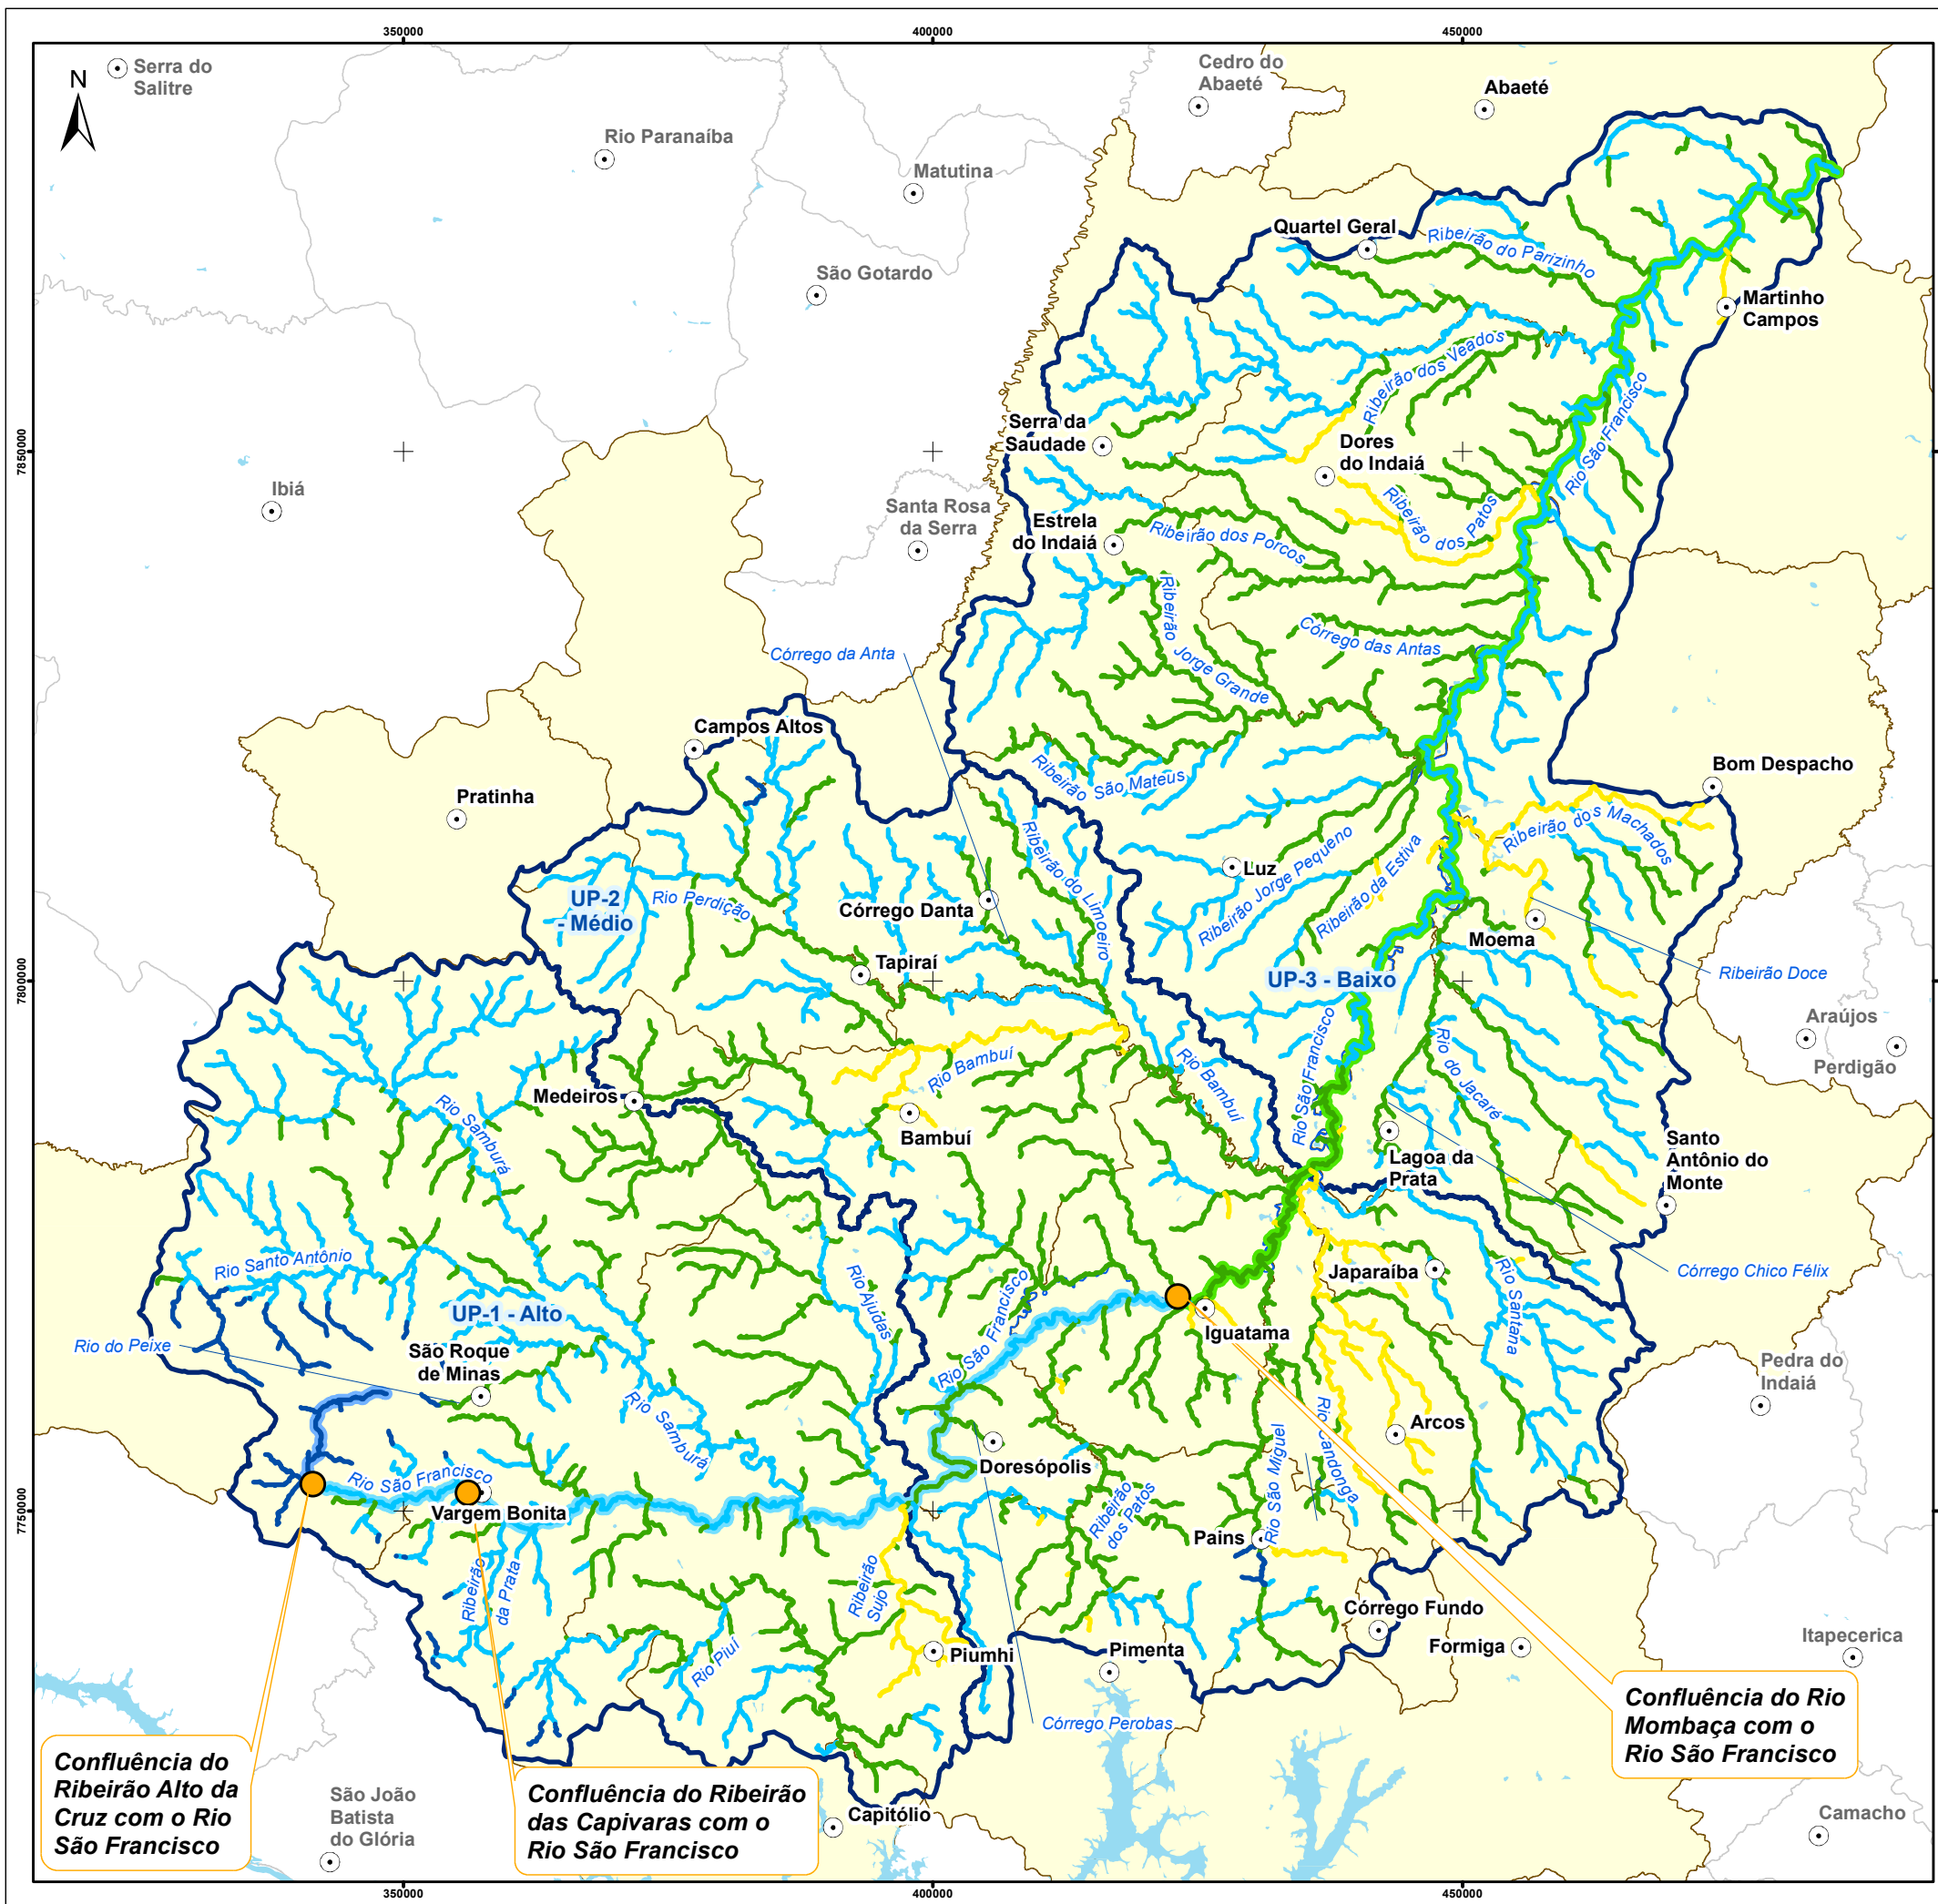 350000
400000
450000
Serra do
Salitre
N
Cedro do
Abaeté
Abaeté
Rio Paranaíba
Matutina
Quartel Geral
Ribeirão do Parizinho
São Gotardo
Martinho
Campos
Ribeirão dos Veados
Rio São Francisco
Serra da
Saudade
Dores
do Indaiá
7850000
Ibiá
Santa Rosa
da Serra
Estrela
do Indaiá
Ribeirão dos Patos
Ribeirão dos Porcos
Ribeirão Jorge Grande
Córrego das Antas
Córrego da Anta
Campos Altos
Ribeirão São Mateus
Bom Despacho
Pratinha
Ribeirão dos Machados
Ribeirão do Limoeiro
Luz
Ribeirão Jorge Pequeno
Ribeirão da Estiva
UP-2
- Médio
Rio Perdição
Córrego Danta
Moema
Tapiraí
UP-3 - Baixo
Ribeirão Doce
7800000
Araújos
Perdigão
Rio São Francisco
Rio do Jacaré
Rio Bambuí
Rio Bambuí
Medeiros
Rio Samburá
Bambuí
Lagoa da
Prata
Santo
Antônio do
Monte
Rio Santo Antônio
Rio Ajudas
Japaraíba
Córrego Chico Félix
Rio Santana
UP-1 - Alto
Rio São Francisco
Iguatama
Rio do Peixe
São Roque
de Minas
Pedra do
Indaiá
Rio Samburá
Rio Candonga
Arcos
Rio São Miguel
Doresópolis
Rio São Francisco
Vargem Bonita
7750000
Ribeirão
dos Patos
Pains
Ribeirão
da Prata
Ribeirão
Sujo
Córrego Fundo
Formiga
Itapecerica
Rio Piuí
Piumhi
Pimenta
Córrego Perobas
Confluência do Rio
Mombaça com o
Rio São Francisco
Confluência do
Ribeirão Alto da
Cruz com o Rio
São Francisco
Confluência do Ribeirão
das Capivaras com o
Rio São Francisco
São João
Batista
do Glória
Capitólio
Camacho
350000
400000
450000